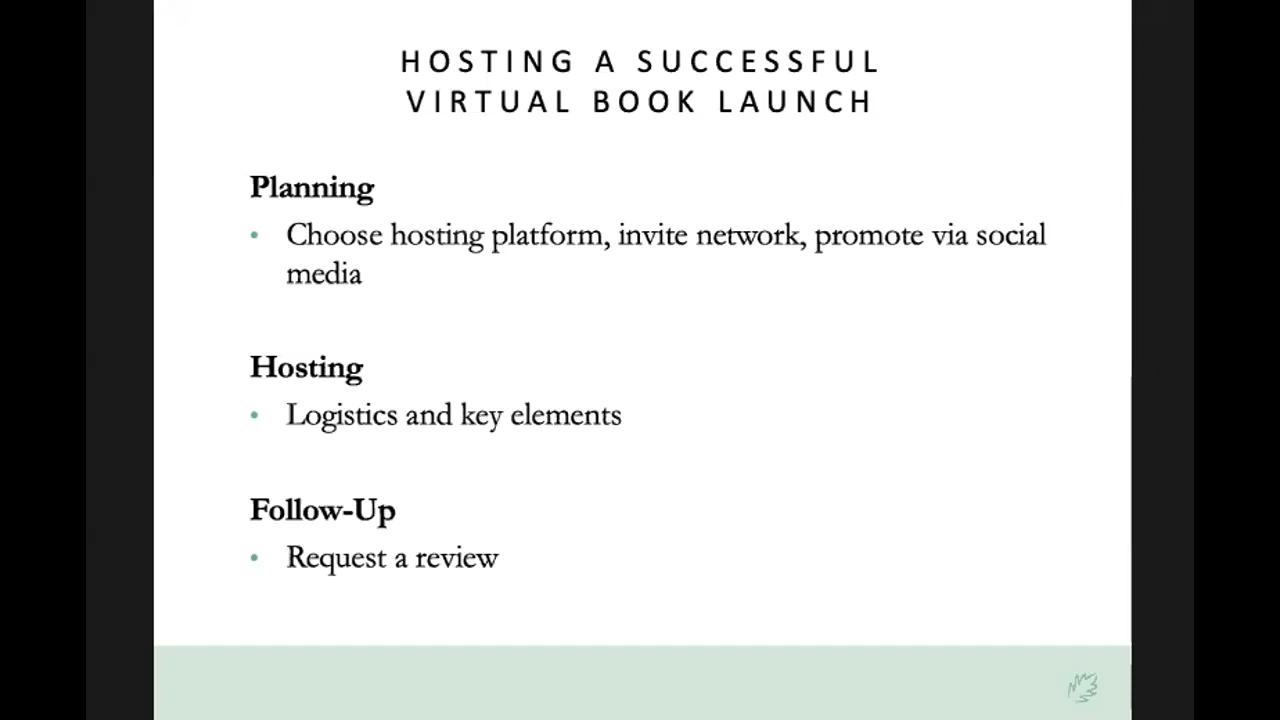 HOSTING A SUCCESSFUL
VIRTUAL BOOK LAUNCH
Planning
• Choose hosting platform, invite network, promote via social
media
Hosting
• Logistics and key elements
Follow-Up
• Request a review